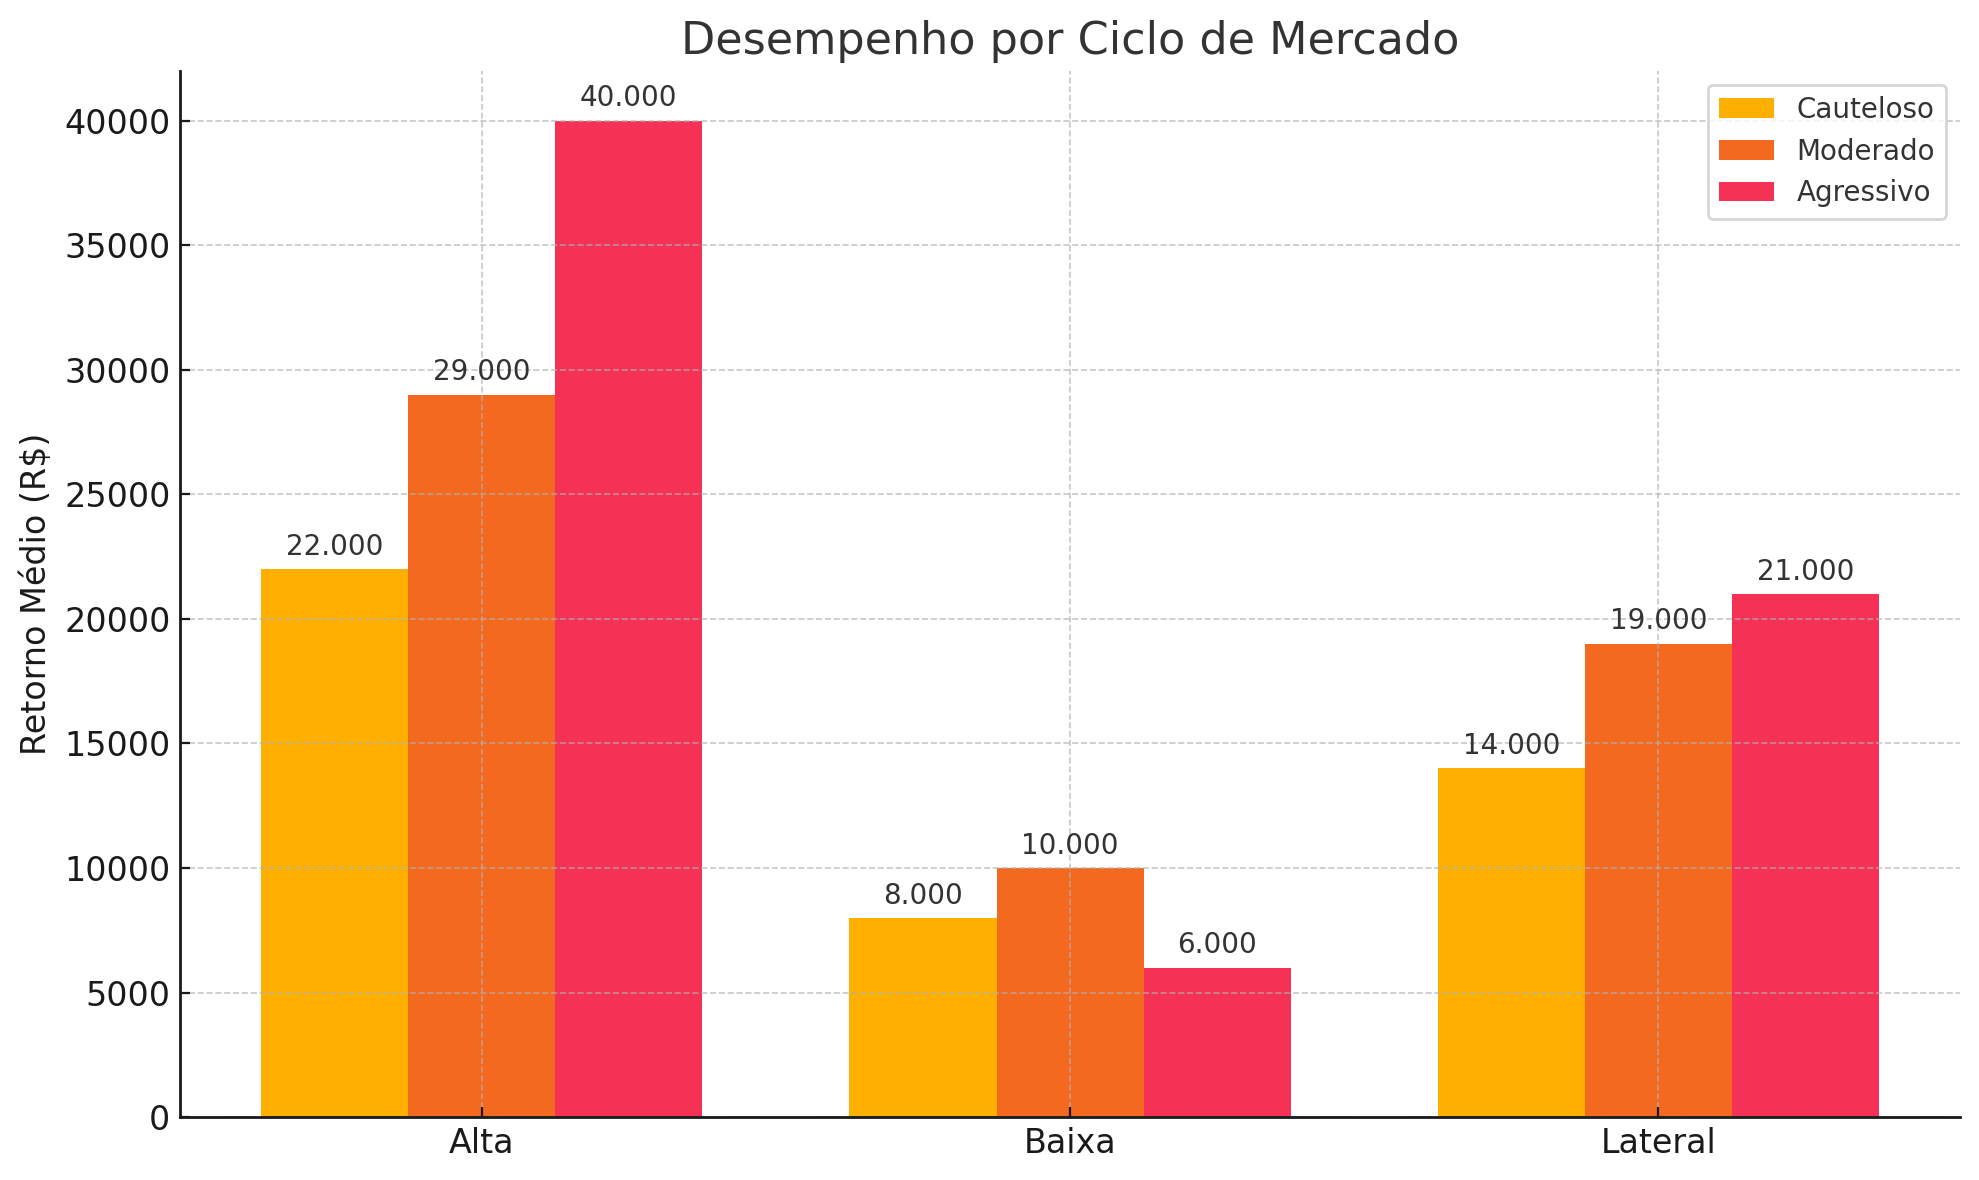 Desempenho por Ciclo de Mercado
Cauteloso
Moderado
Agressivo
Retorno Médio (R$)
40000
35000
30000
25000
20000
15000
10000
5000
0
22.000
29.000
40.000
8.000
10.000
6.000
14.000
19.000
21.000
Alta
Baixa
Lateral